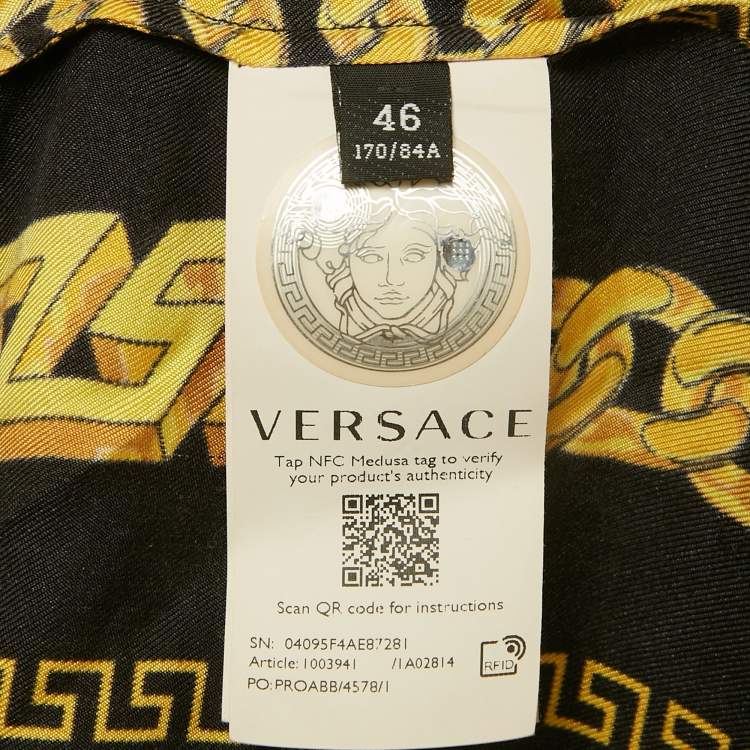 46
170/84A
VERSACE
Tap NFC Medusa tag to verify
your product's authenticity
Scan QR code for instructions
SN: 04095F4AE87281
Article: 1003941 /1A02814
PO:PROABB/4578/1
RFID